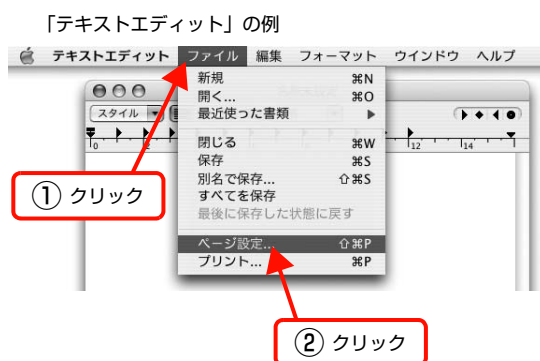 「テキストエディット」の例
テキストエディット ファイル 編集 フォーマット ウインドウ ヘルプ
新規 ⌘N
開く... ⌘O
最近使った書類 ▶
スタイル
閉じる ⌘W
保存 ⌘S
別名で保存... ⇧⌘S
すべてを保存
最後に保存した状態に戻す
ページ設定... ⇧⌘P
プリント... ⌘P
0 2 12 14
① クリック
② クリック